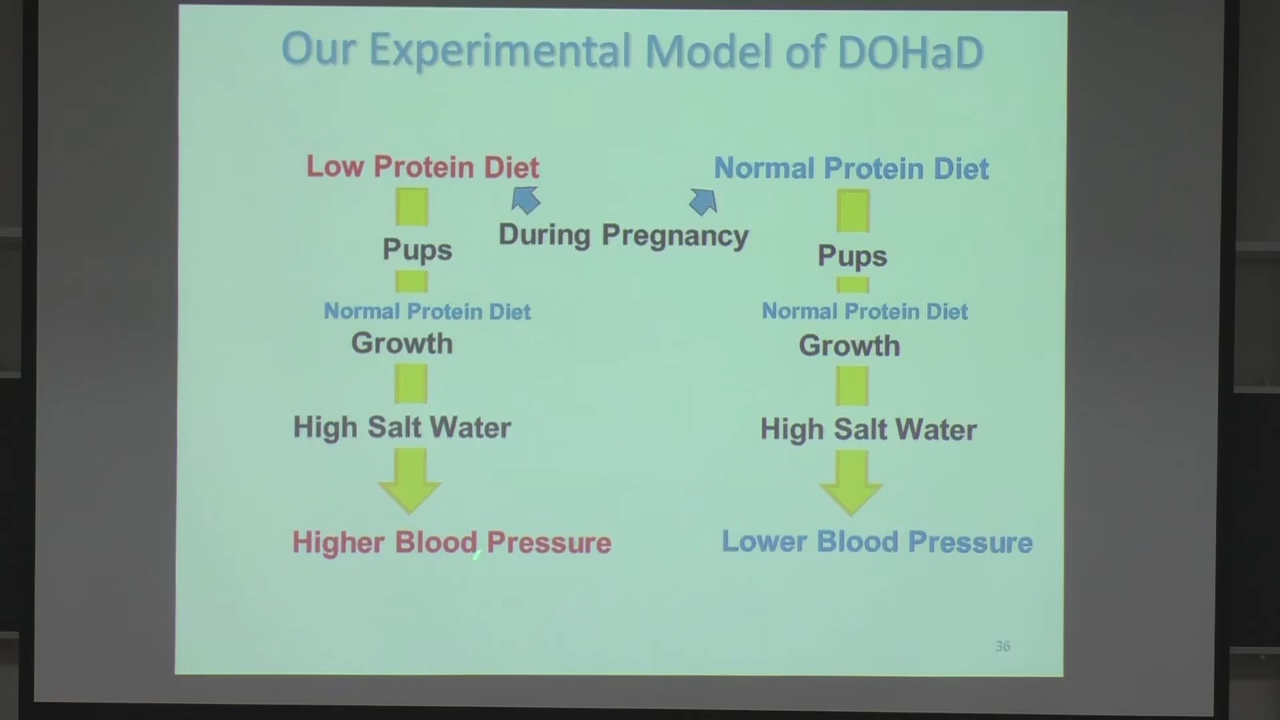 Our Experimental Model of DOHaD
Low Protein Diet
Normal Protein Diet
During Pregnancy
Pups
Pups
Normal Protein Diet
Normal Protein Diet
Growth
Growth
High Salt Water
High Salt Water
Higher Blood Pressure
Lower Blood Pressure
36